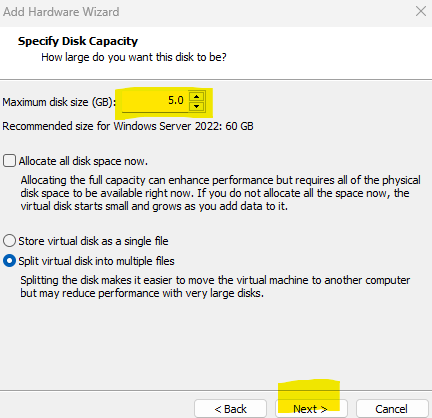 Add Hardware Wizard
Specify Disk Capacity
How large do you want this disk to be?
Maximum disk size (GB): 5.0
Recommended size for Windows Server 2022: 60 GB
Allocate all disk space now.
Allocating the full capacity can enhance performance but requires all of the physical
disk space to be available right now. If you do not allocate all the space now, the
virtual disk starts small and grows as you add data to it.
Store virtual disk as a single file
Split virtual disk into multiple files
Splitting the disk makes it easier to move the virtual machine to another computer
but may reduce performance with very large disks.
< Back Next > Cancel